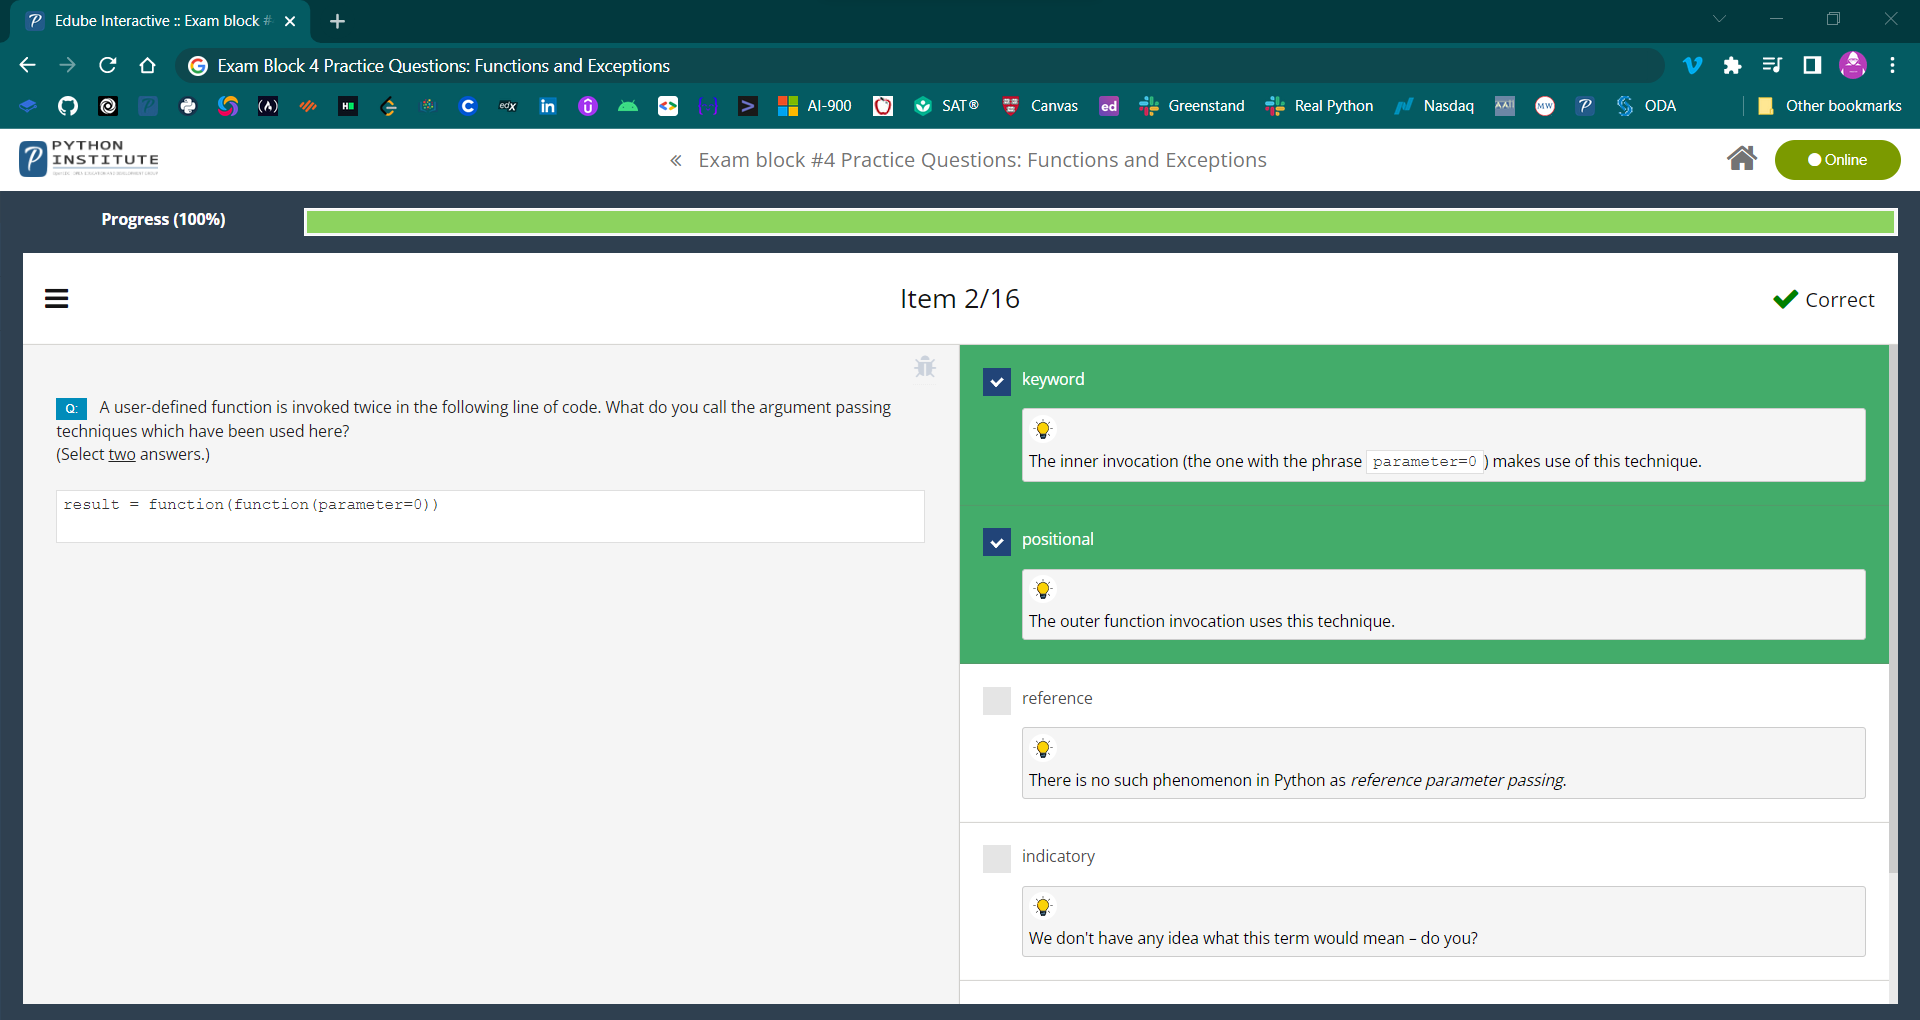 Edube Interactive :: Exam block #
Exam Block 4 Practice Questions: Functions and Exceptions
AI-900
SAT®
Canvas
ed
Greenstand
Real Python
Nasdaq
MW
ODA
Other bookmarks
PYTHON
INSTITUTE
« Exam block #4 Practice Questions: Functions and Exceptions
Online
Progress (100%)
Item 2/16
Correct
Q: A user-defined function is invoked twice in the following line of code. What do you call the argument passing
techniques which have been used here?
(Select two answers.)
result = function(function(parameter=0))
keyword
The inner invocation (the one with the phrase parameter=0 ) makes use of this technique.
positional
The outer function invocation uses this technique.
reference
There is no such phenomenon in Python as reference parameter passing.
indicatory
We don't have any idea what this term would mean – do you?